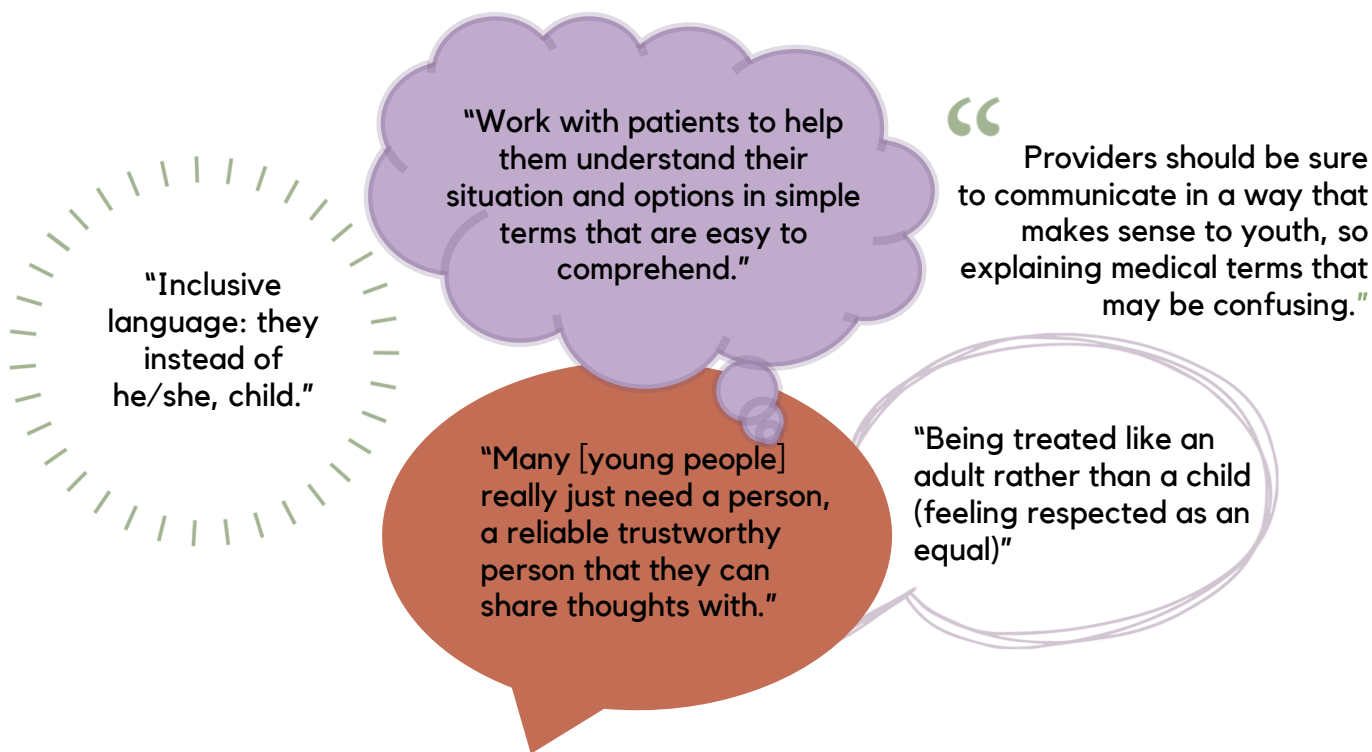 “Inclusive
language: they
instead of
he/she, child.”
“Work with patients to help
them understand their
situation and options in simple
terms that are easy to
comprehend.”
“
Providers should be sure
to communicate in a way that
makes sense to youth, so
explaining medical terms that
may be confusing.”
“Many [young people]
really just need a person,
a reliable trustworthy
person that they can
share thoughts with.”
“Being treated like an
adult rather than a child
(feeling respected as an
equal)”